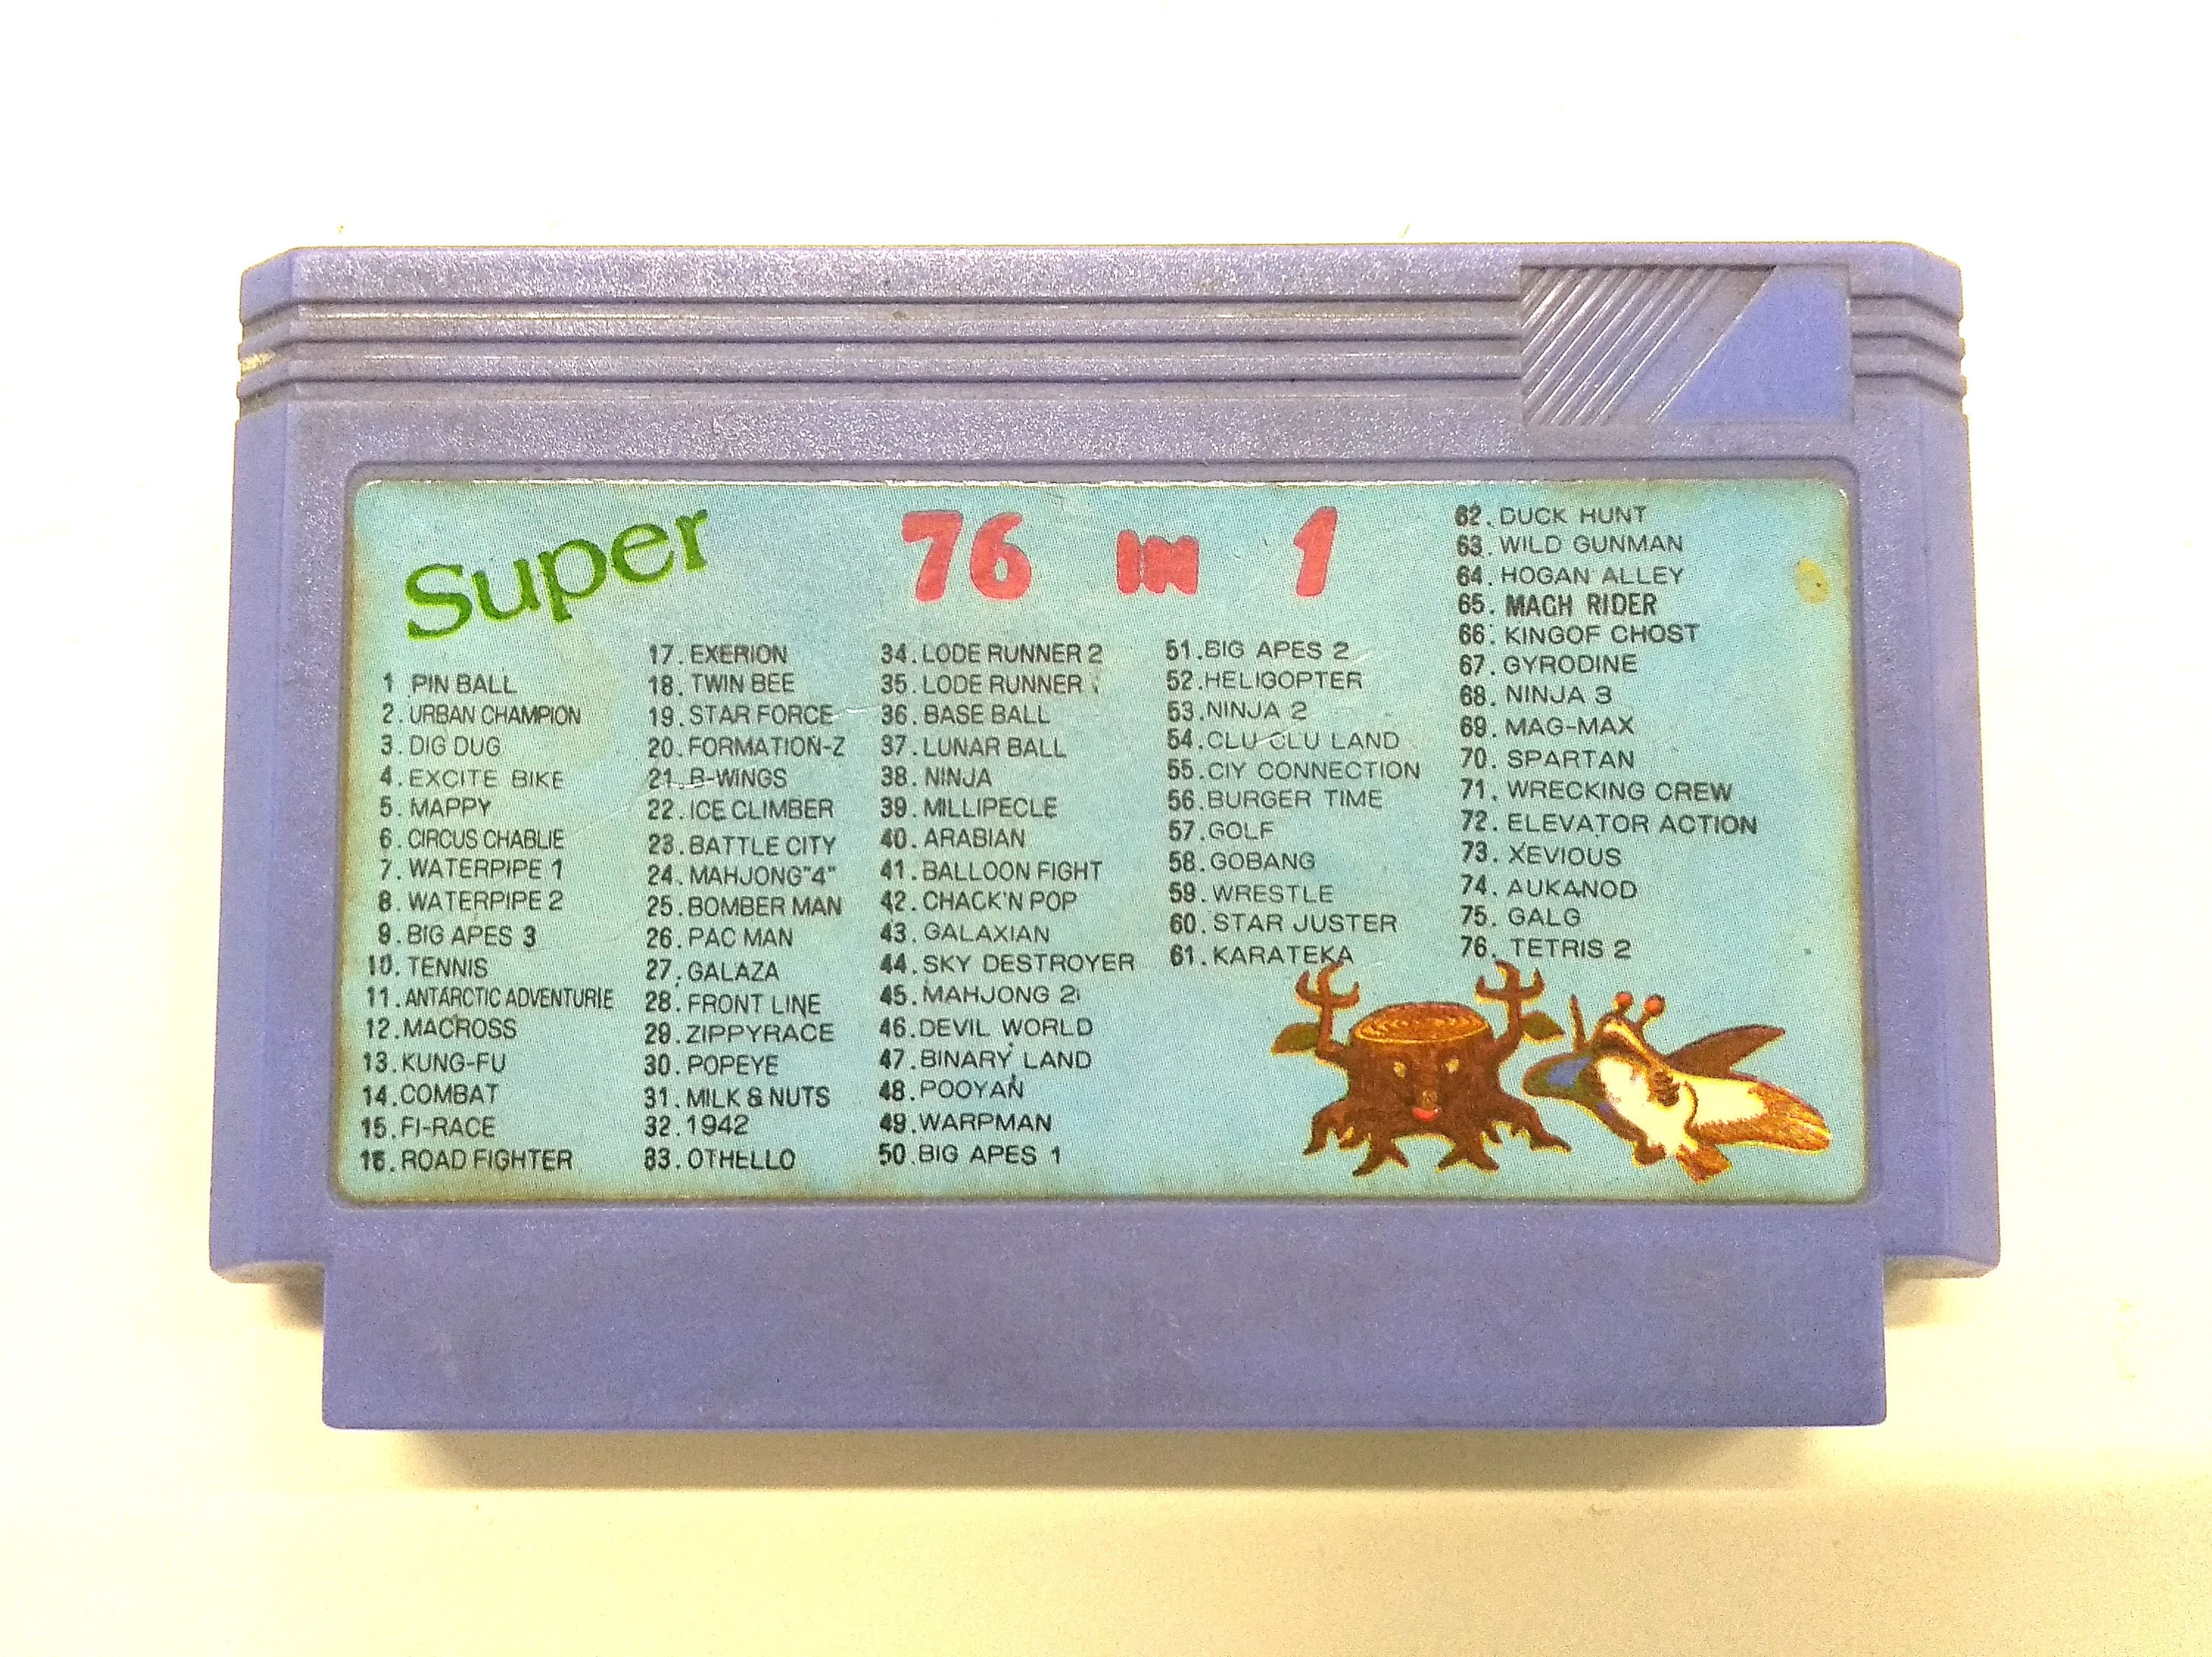 Super
76 IN 1
1 PIN BALL
2. URBAN CHAMPION
3. DIG DUG
4. EXCITE BIKE
5. MAPPY
6. CIRCUS CHABLIE
7. WATERPIPE 1
8. WATERPIPE 2
9. BIG APES 3
10. TENNIS
11. ANTARCTIC ADVENTURIE
12. MACROSS
13. KUNG-FU
14. COMBAT
15. FI-RACE
16. ROAD FIGHTER
17. EXERION
18. TWIN BEE
19. STAR FORCE
20. FORMATION-Z
21. B-WINGS
22. ICE CLIMBER
23. BATTLE CITY
24. MAHJONG"4"
25. BOMBER MAN
26. PAC MAN
27. GALAZA
28. FRONT LINE
29. ZIPPYRACE
30. POPEYE
31. MILK & NUTS
32. 1942
83. OTHELLO
34. LODE RUNNER 2
35. LODE RUNNER
36. BASE BALL
37. LUNAR BALL
38. NINJA
39. MILLIPECLE
40. ARABIAN
41. BALLOON FIGHT
42. CHACK'N POP
43. GALAXIAN
44. SKY DESTROYER
45. MAHJONG 2
46. DEVIL WORLD
47. BINARY LAND
48. POOYAN
49. WARPMAN
50. BIG APES 1
51. BIG APES 2
52. HELIGOPTER
53. NINJA 2
54. CLU CLU LAND
55. CIY CONNECTION
56. BURGER TIME
57. GOLF
58. GOBANG
59. WRESTLE
60. STAR JUSTER
61. KARATEKA
62. DUCK HUNT
63. WILD GUNMAN
64. HOGAN ALLEY
65. MAGH RIDER
66. KINGOF CHOST
67. GYRODINE
68. NINJA 3
69. MAG-MAX
70. SPARTAN
71. WRECKING CREW
72. ELEVATOR ACTION
73. XEVIOUS
74. AUKANOD
75. GALG
76. TETRIS 2